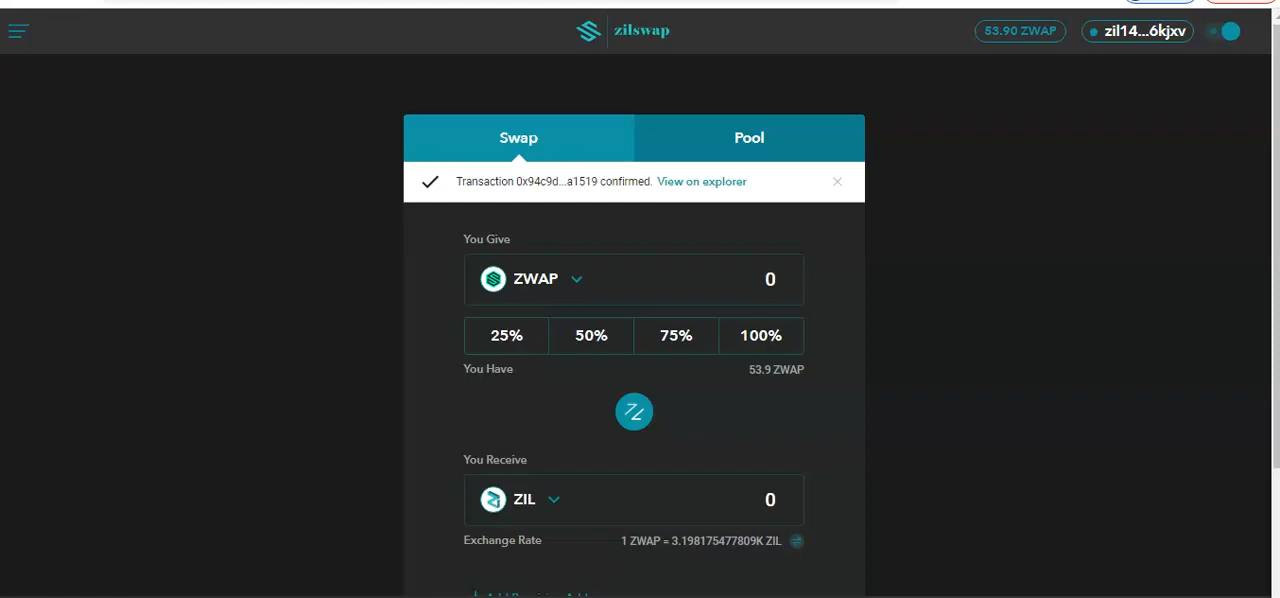 zilswap
53.90 ZWAP
zil14...6kjxv
Swap
Pool
Transaction 0x94c9d...a1519 confirmed. View on explorer
You Give
ZWAP 0
25% 50% 75% 100%
You Have 53.9 ZWAP
You Receive
ZIL 0
Exchange Rate 1 ZWAP = 3.198175477809K ZIL